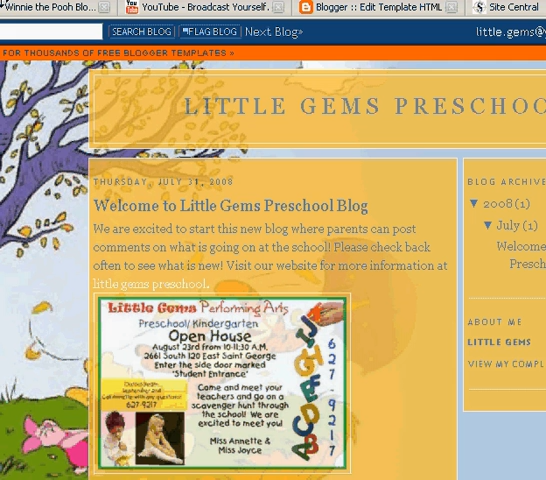 Winnie the Pooh Blo...
YouTube - Broadcast Yourself.
Blogger :: Edit Template HTML
Site Central
SEARCH BLOG
FLAG BLOG
Next Blog»
little.gems@
FOR THOUSANDS OF FREE BLOGGER TEMPLATES »
LITTLE GEMS PRESCHOO
THURSDAY, JULY 31, 2008
Welcome to Little Gems Preschool Blog
We are excited to start this new blog where parents can post
comments on what is going on at the school! Please check back
often to see what is new! Visit our website for more information at
little gems preschool.
Little Gems Performing Arts
Preschool/Kindergarten
Open House
August 23rd from 10-11:30 A.M.
2661 South 120 East Saint George
Enter the side door marked
"Student Entrance"
627-9217
Come and meet your
teachers and go on a
scavenger hunt through
the school! We are
excited to meet you!
Miss Annette &
Miss Joyce
627-9217
BLOG ARCHIVE
▼ 2008 (1)
▼ July (1)
Welcome
Presch
ABOUT ME
LITTLE GEMS
VIEW MY COMPL